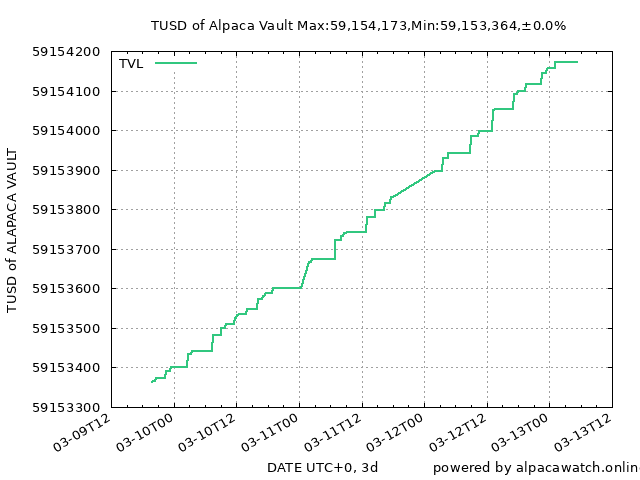 TUSD of Alpaca Vault Max:59,154,173,Min:59,153,364,±0.0%
TVL
59154200
59154100
59154000
59153900
59153800
59153700
59153600
59153500
59153400
59153300
TUSD of ALAPACA VAULT
03-09T12
03-10T00
03-10T12
03-11T00
03-11T12
03-12T00
03-12T12
03-13T00
03-13T12
DATE UTC+0, 3d
powered by alpacawatch.onlin